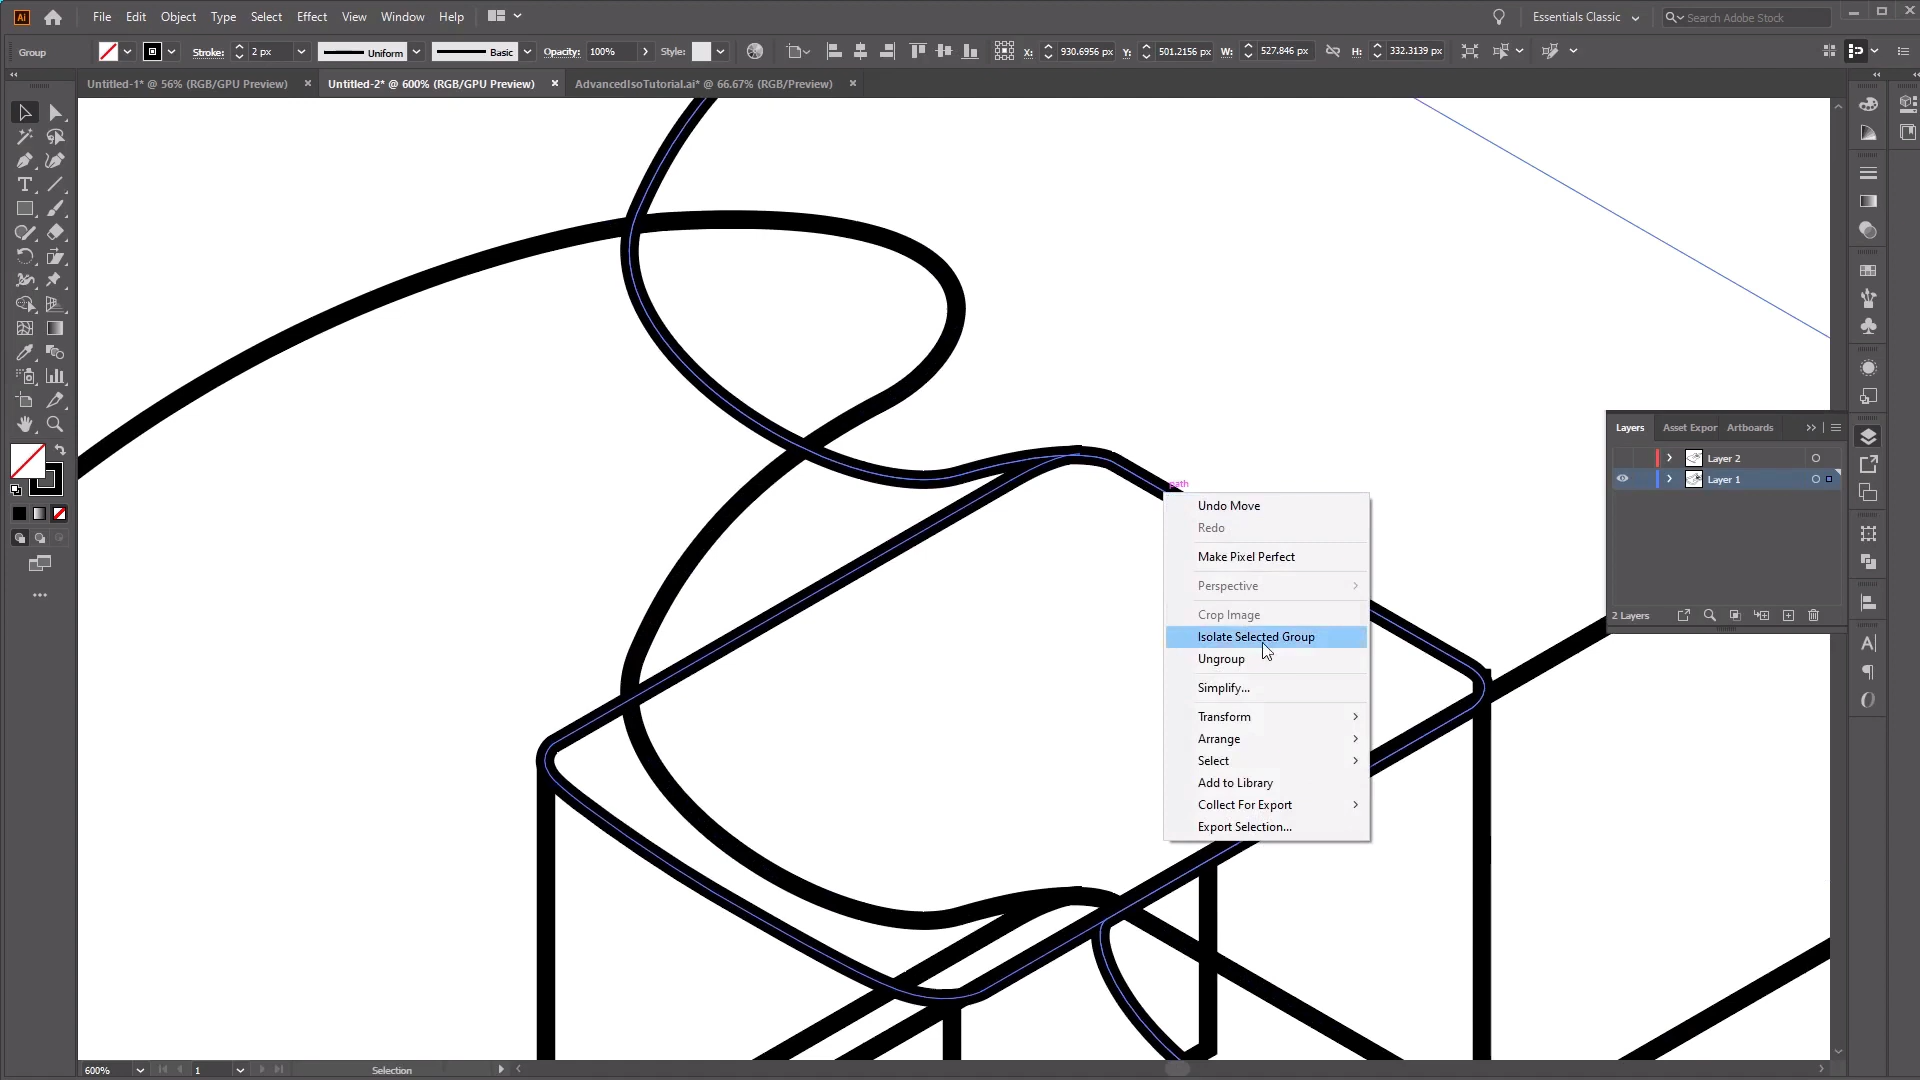 Ai File Edit Object Type Select Effect View Window Help Essentials Classic Search Adobe Stock
Group Stroke: 2 px Uniform Basic Opacity: 100% Style: X: 930.6956 px Y: 501.2156 px W: 527.846 px H: 332.3139 px
Untitled-1* @ 56% (RGB/GPU Preview) Untitled-2* @ 600% (RGB/GPU Preview) AdvancedIsoTutorial.ai* @ 66.67% (RGB/Preview)
Layers Asset Expor Artboards
Layer 2
Layer 1
2 Layers
path
Undo Move
Redo
Make Pixel Perfect
Perspective
Crop Image
Isolate Selected Group
Ungroup
Simplify...
Transform
Arrange
Select
Add to Library
Collect For Export
Export Selection...
600% 1 Selection